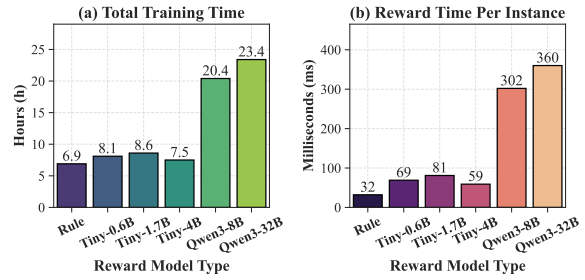 (a) Total Training Time
Hours (h)
25
20
15
10
5
0
6.9
8.1
8.6
7.5
20.4
23.4
Rule
Tiny-0.6B
Tiny-1.7B
Tiny-4B
Qwen3-8B
Qwen3-32B
Reward Model Type
(b) Reward Time Per Instance
Milliseconds (ms)
400
300
200
100
0
32
69
81
59
302
360
Rule
Tiny-0.6B
Tiny-1.7B
Tiny-4B
Qwen3-8B
Qwen3-32B
Reward Model Type